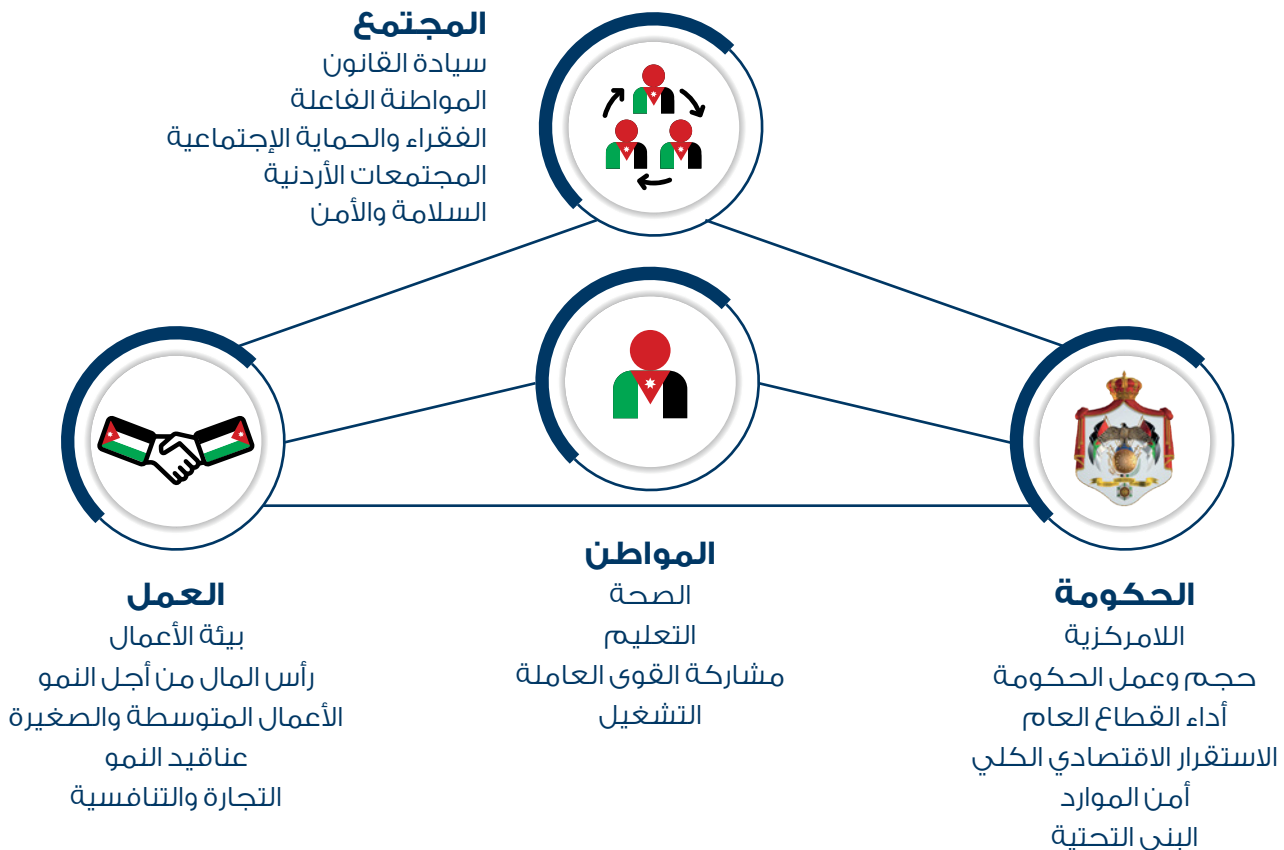 المجتمع
سيادة القانون
المواطنة الفاعلة
الفقراء والحماية الإجتماعية
المجتمعات الأردنية
السلامة والأمن
المواطن
الصحة
التعليم
مشاركة القوى العاملة
التشغيل
الحكومة
اللامركزية
حجم وعمل الحكومة
أداء القطاع العام
الاستقرار الاقتصادي الكلي
أمن الموارد
البنى التحتية
العمل
بيئة الأعمال
رأس المال من أجل النمو
الأعمال المتوسطة والصغيرة
عناقيد النمو
التجارة والتنافسية